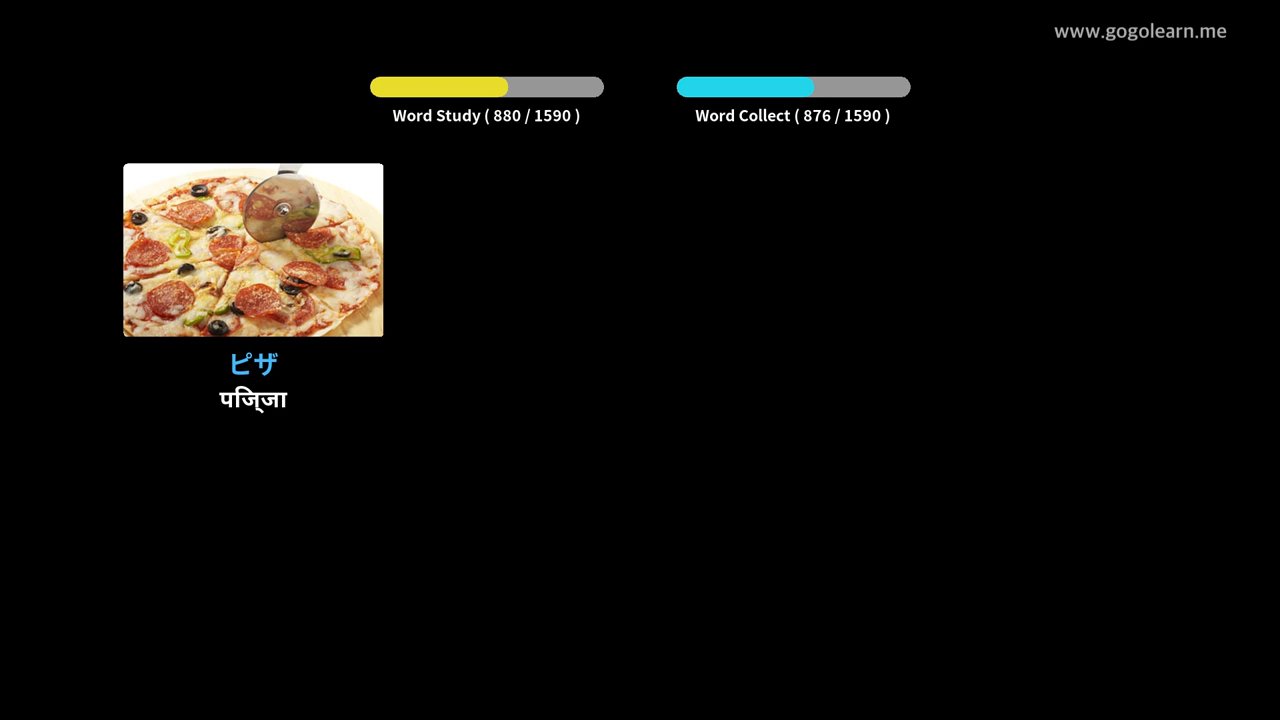 www.gogolearn.me
Word Study ( 880 / 1590 )
Word Collect ( 876 / 1590 )
ピザ
पजि्जा